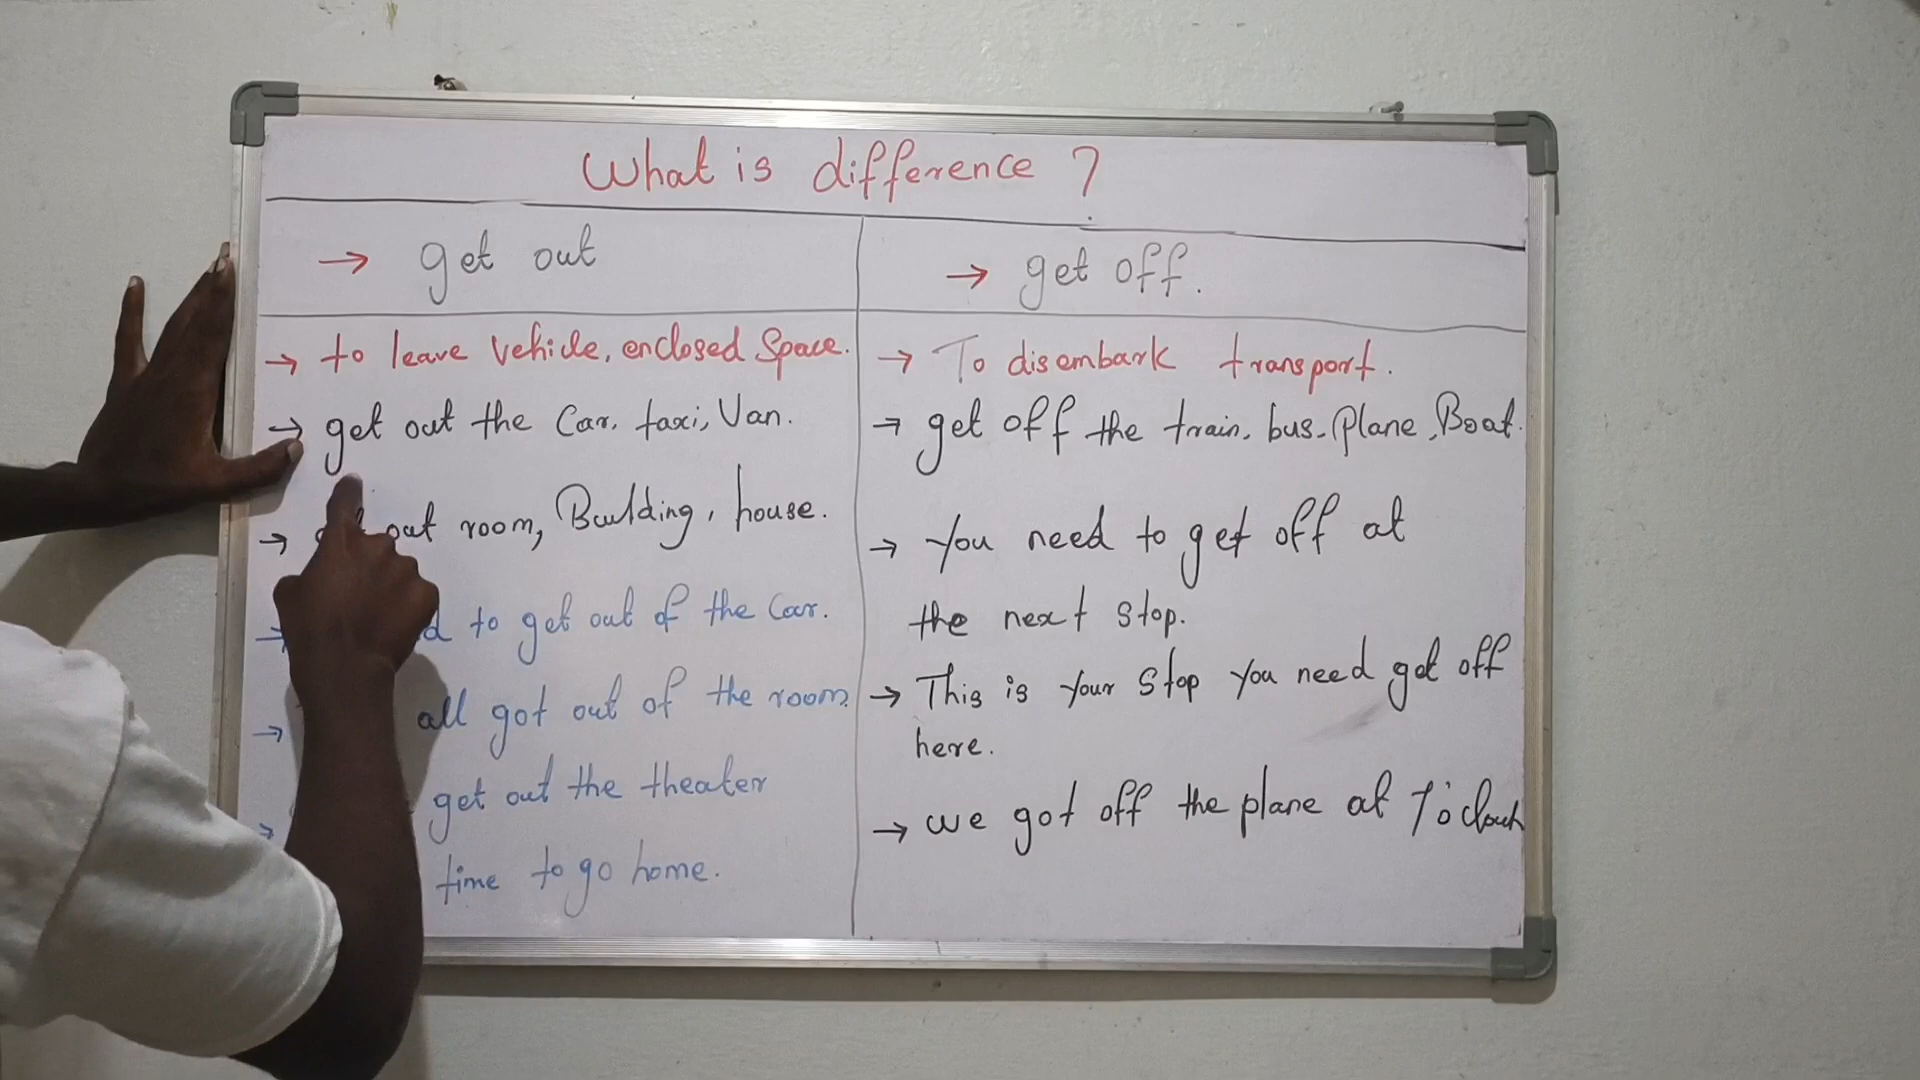 What is difference ?
→ get out
→ to leave vehicle, enclosed Space.
→ get out the Car, taxi, Van.
→ out room, Building, house.
→ to get out of the Car.
→ all got out of the room.
→ get out the theater
time to go home.
→ get off.
→ To disembark transport.
→ get off the train, bus, Plane, Boat.
→ You need to get off at
the next stop.
→ This is your stop you need get off
here.
→ we got off the plane at 7 o'clock